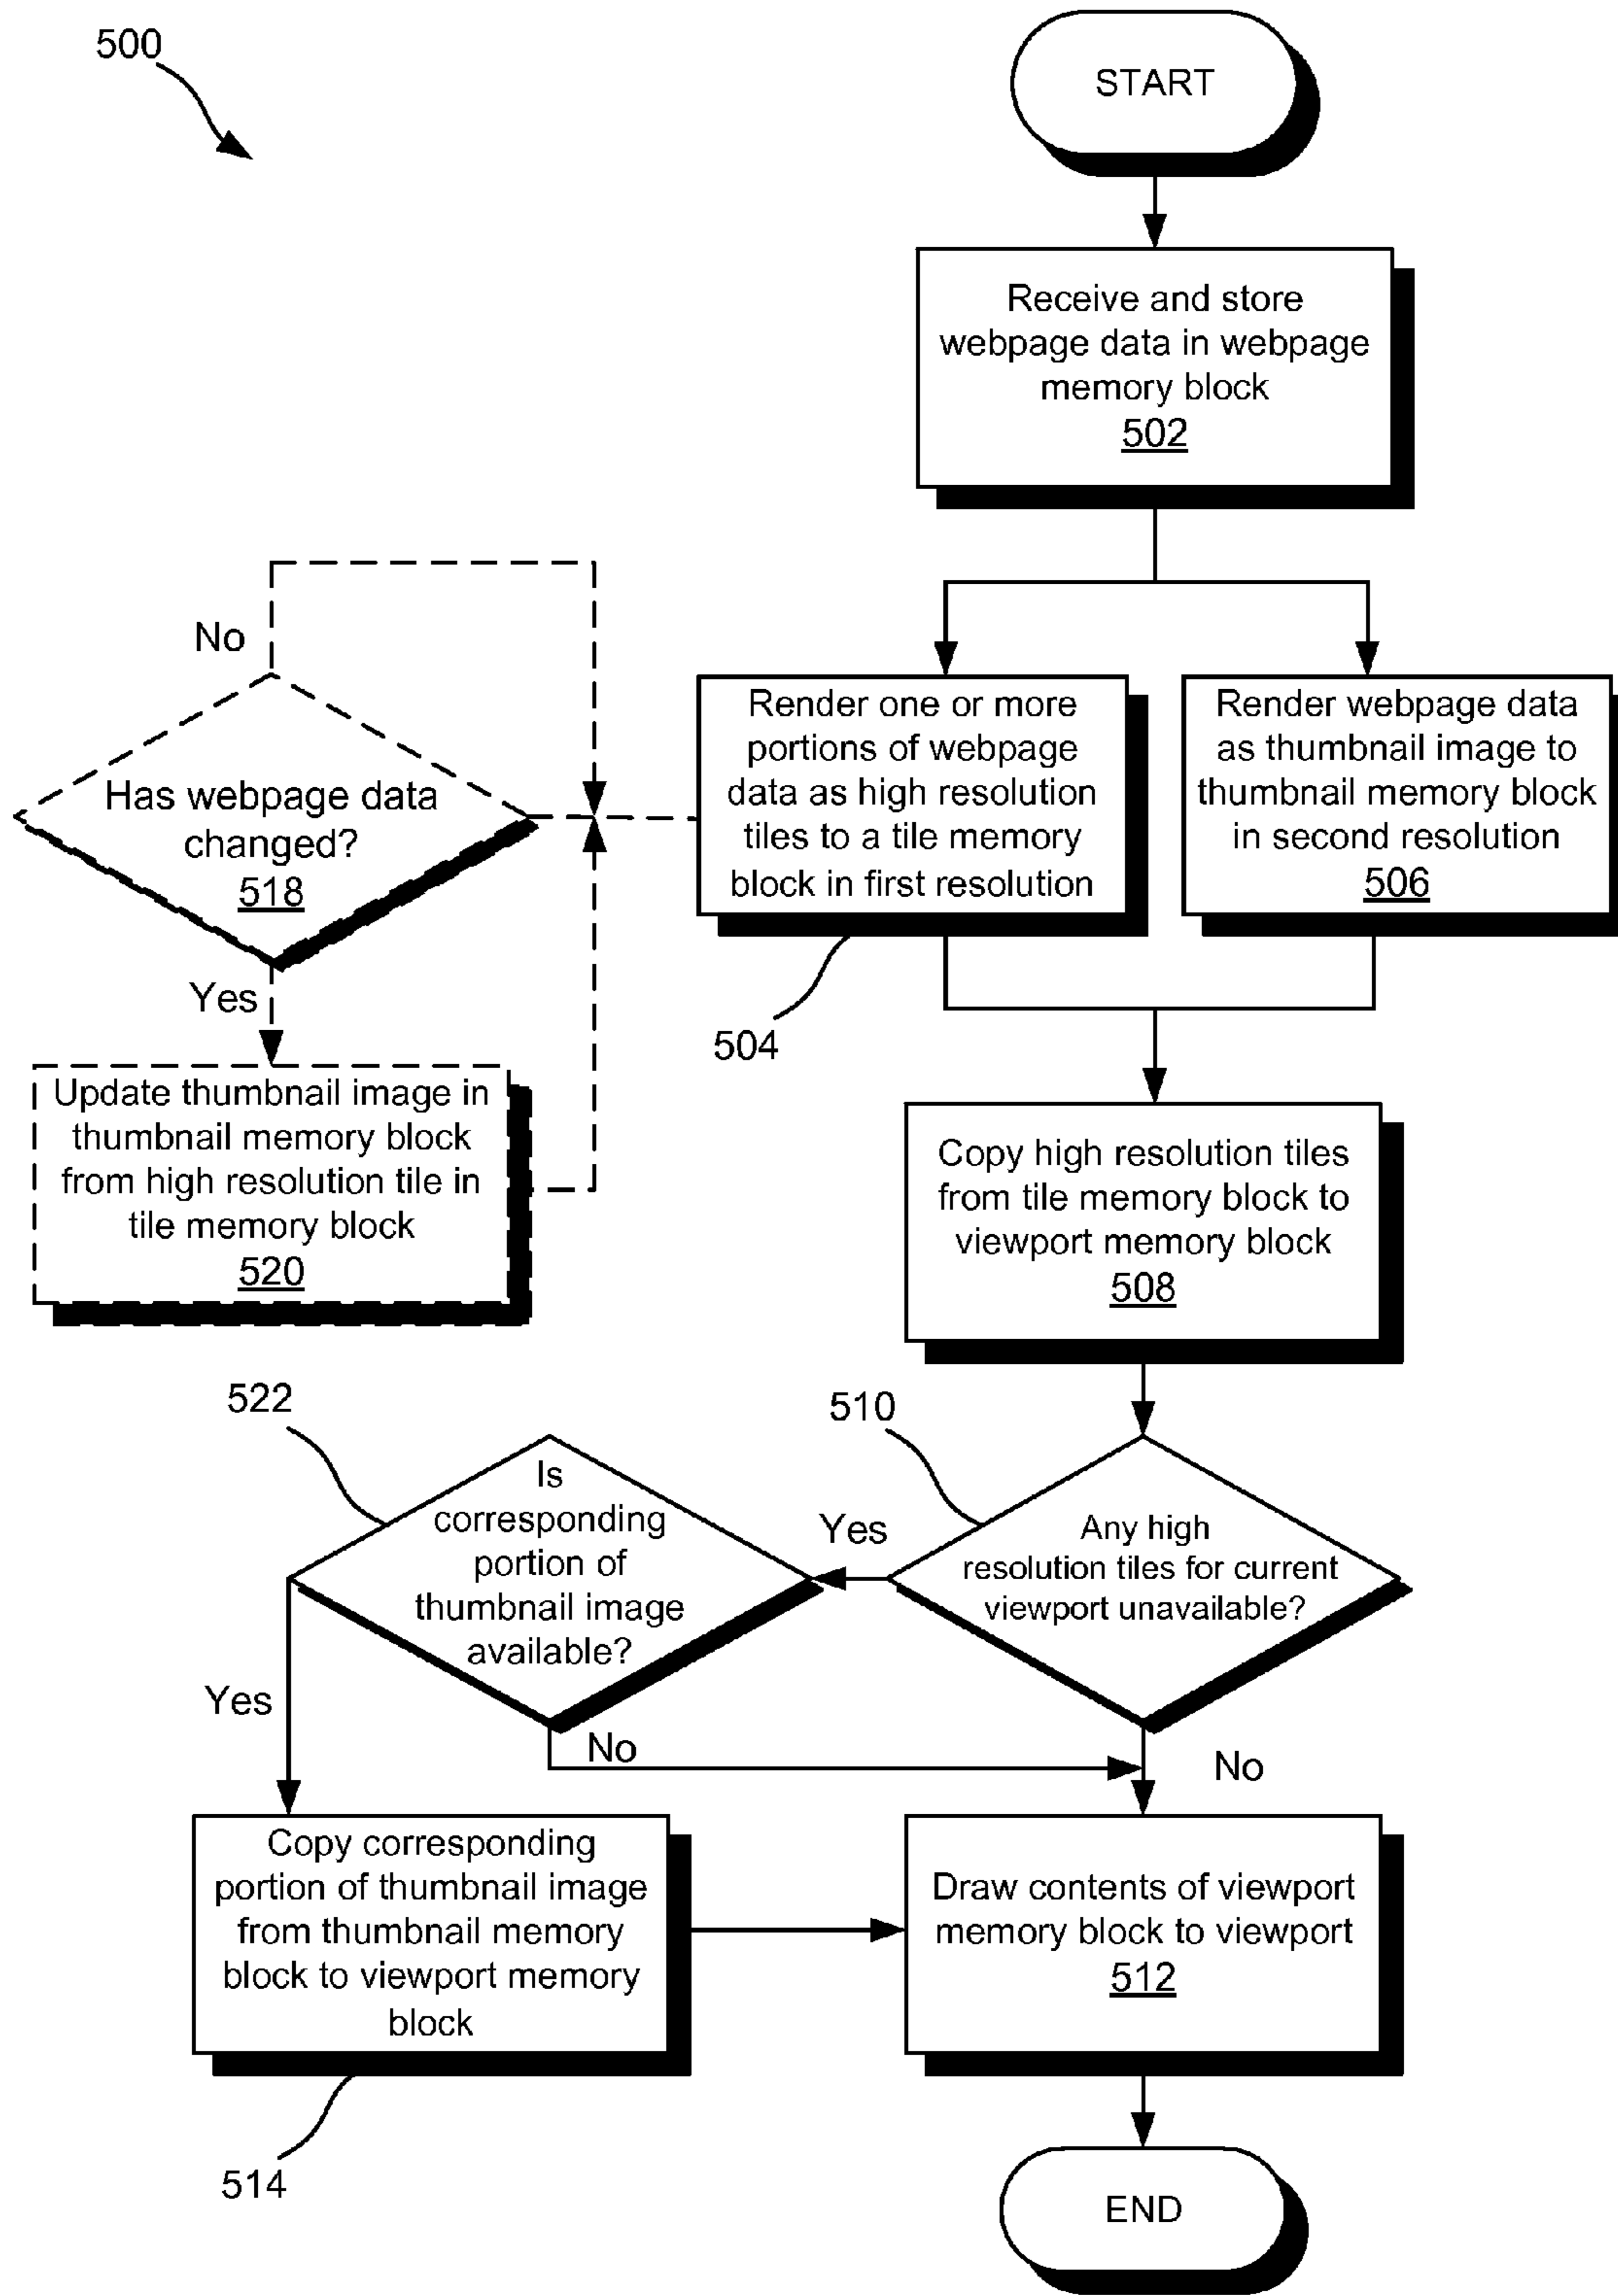 500
START
Receive and store
webpage data in webpage
memory block
502
No
Has webpage data
changed?
518
Yes
Render one or more
portions of webpage
data as high resolution
tiles to a tile memory
block in first resolution
504
Render webpage data
as thumbnail image to
thumbnail memory block
in second resolution
506
Update thumbnail image in
thumbnail memory block
from high resolution tile in
tile memory block
520
Copy high resolution tiles
from tile memory block to
viewport memory block
508
522
510
Is
corresponding
portion of
thumbnail image
available?
Yes
Any high
resolution tiles for current
viewport unavailable?
Yes
No
No
Copy corresponding
portion of thumbnail image
from thumbnail memory
block to viewport memory
block
514
Draw contents of viewport
memory block to viewport
512
END